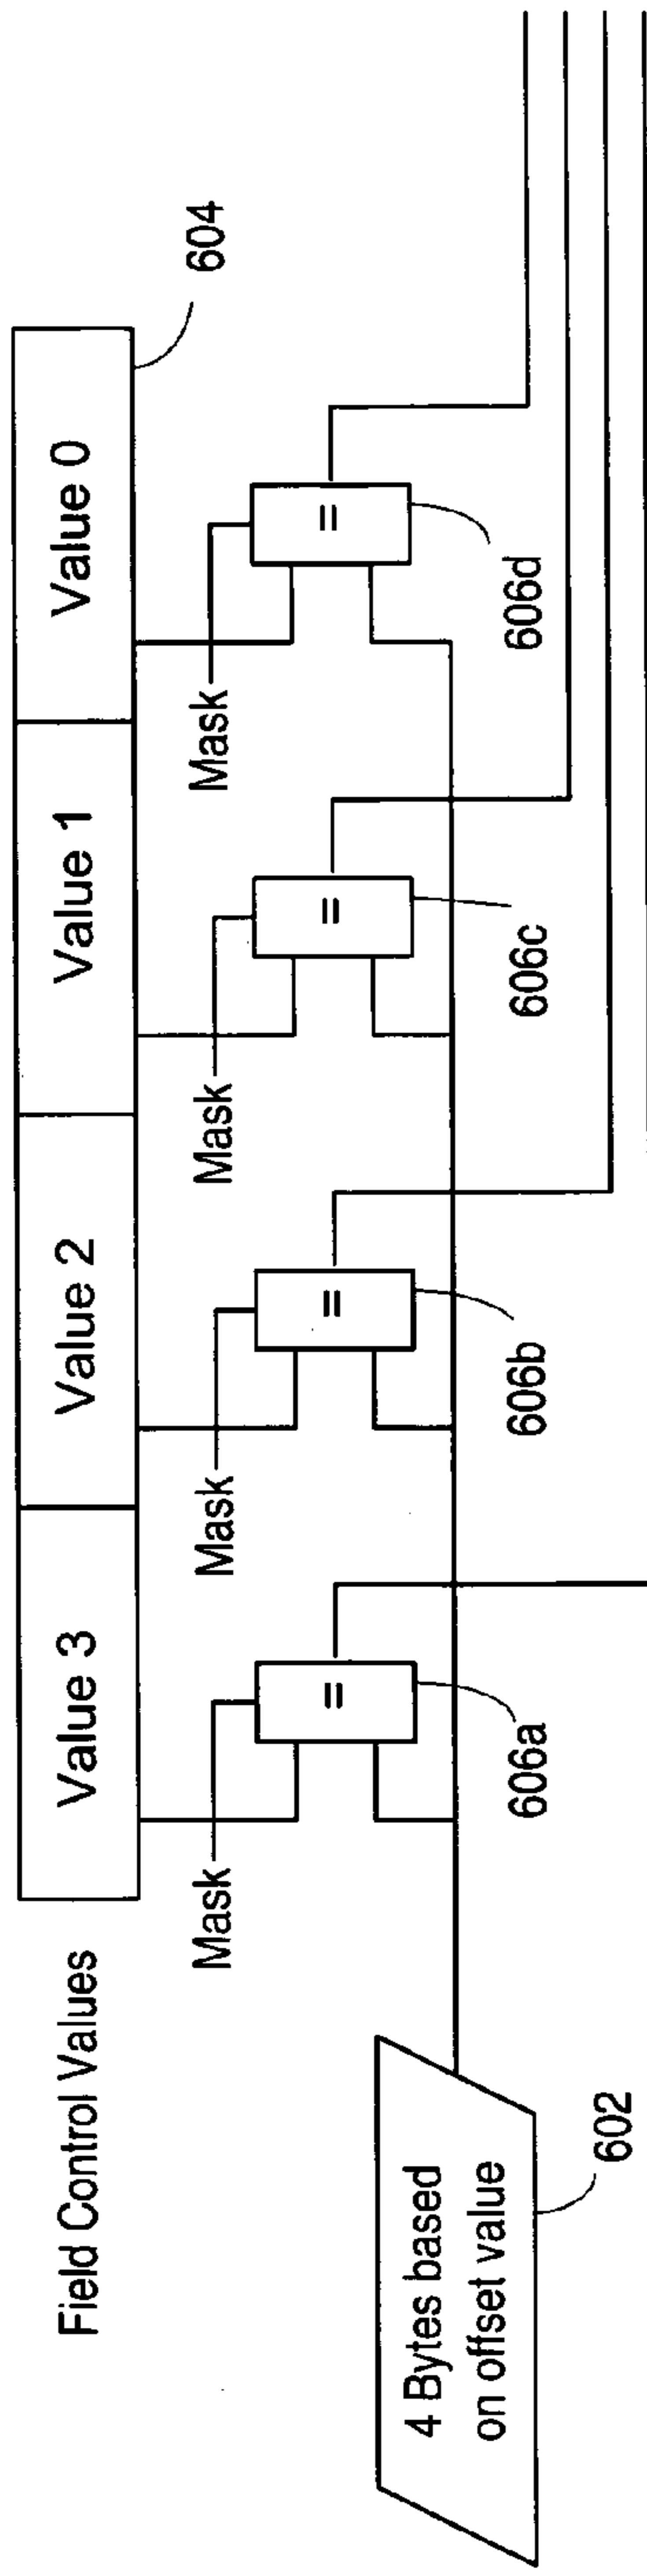 Field Control Values
Value 3
Value 2
Value 1
Value 0
604
Mask
Mask
Mask
Mask
=
=
=
=
606a
606b
606c
606d
4 Bytes based
on offset value
602